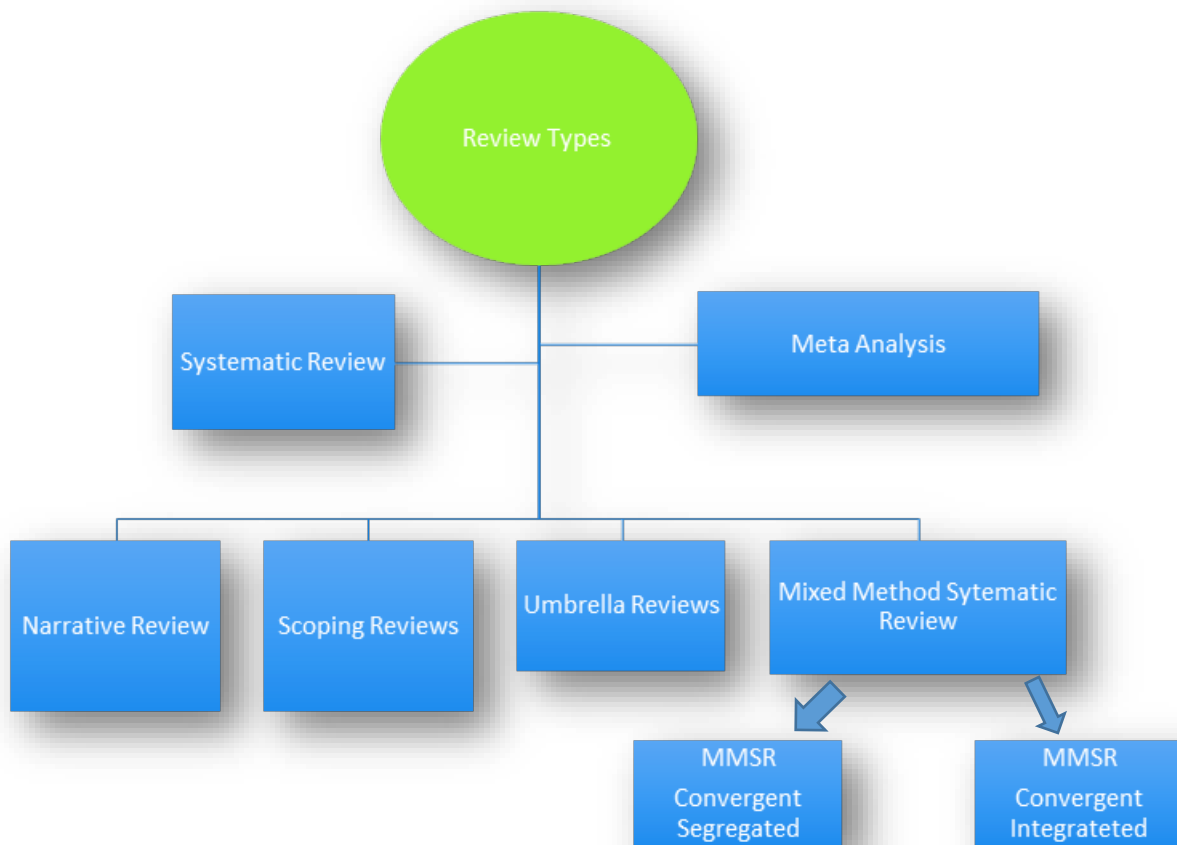 Review Types
Systematic Review
Meta Analysis
Narrative Review
Scoping Reviews
Umbrella Reviews
Mixed Method Sytematic
Review
MMSR
Convergent
Segregated
MMSR
Convergent
Integrateted